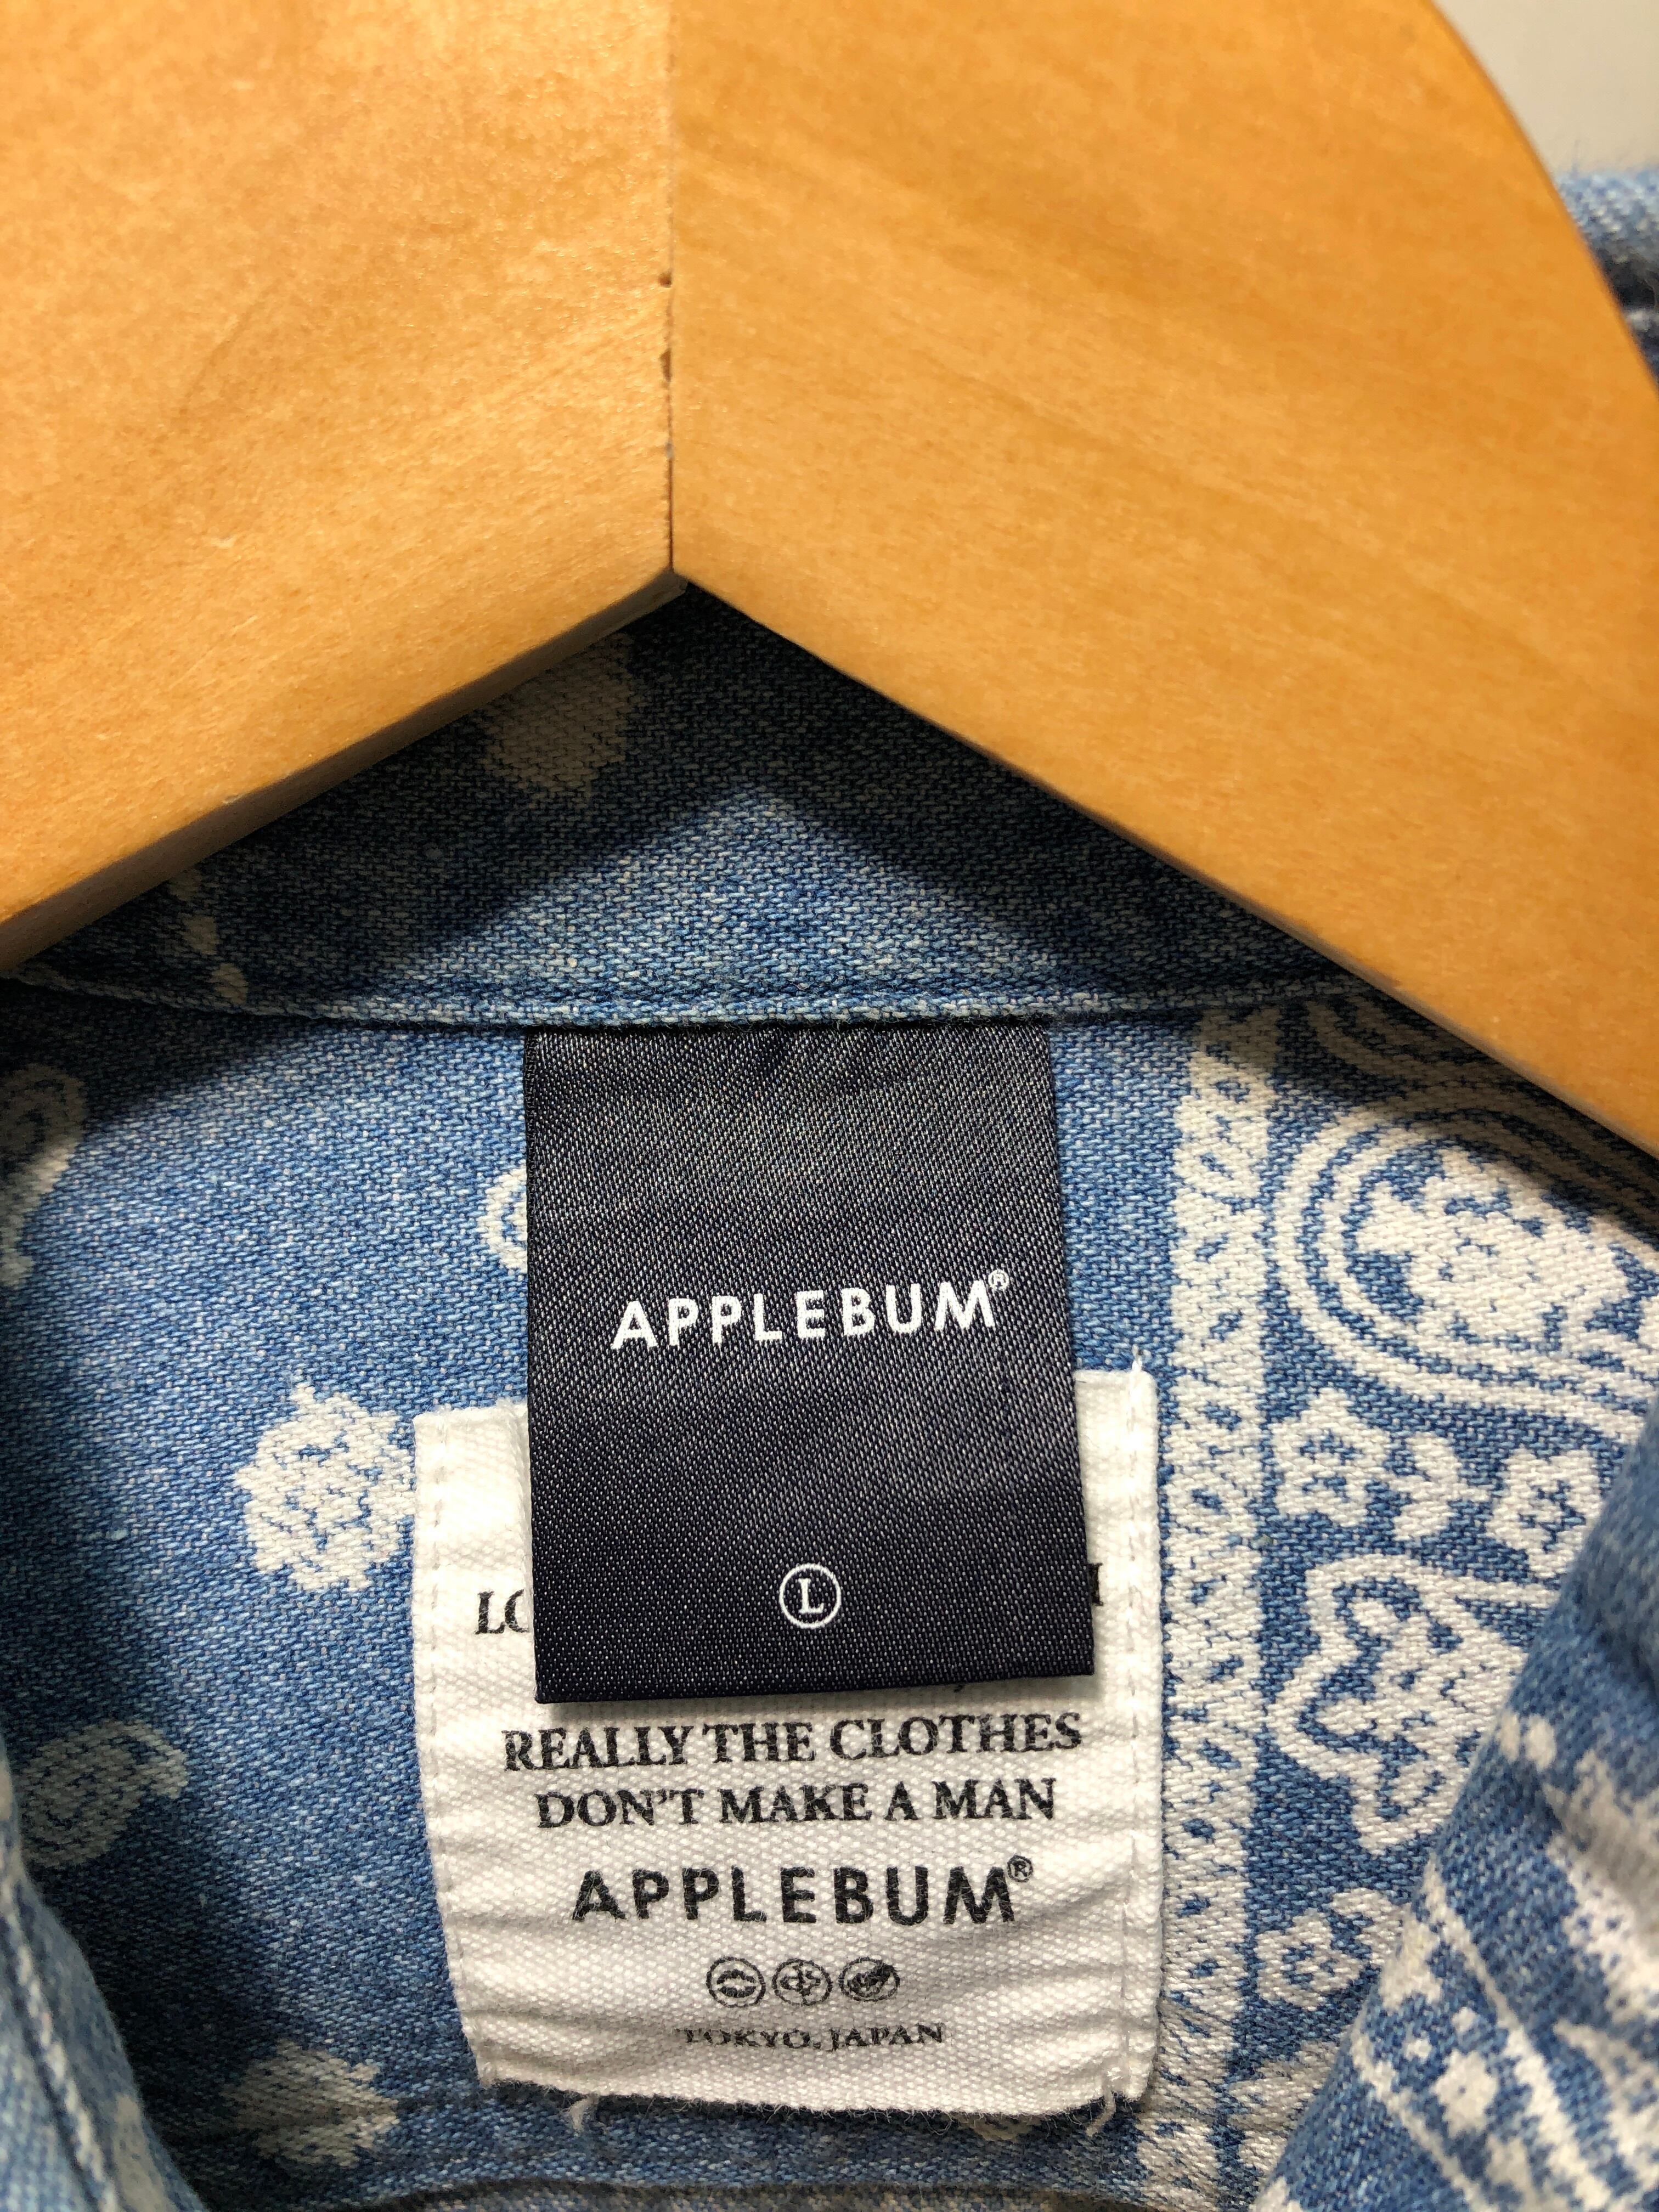 APPLEBUM®
L
REALLY THE CLOTHES
DON'T MAKE A MAN
APPLEBUM®
TOKYO, JAPAN